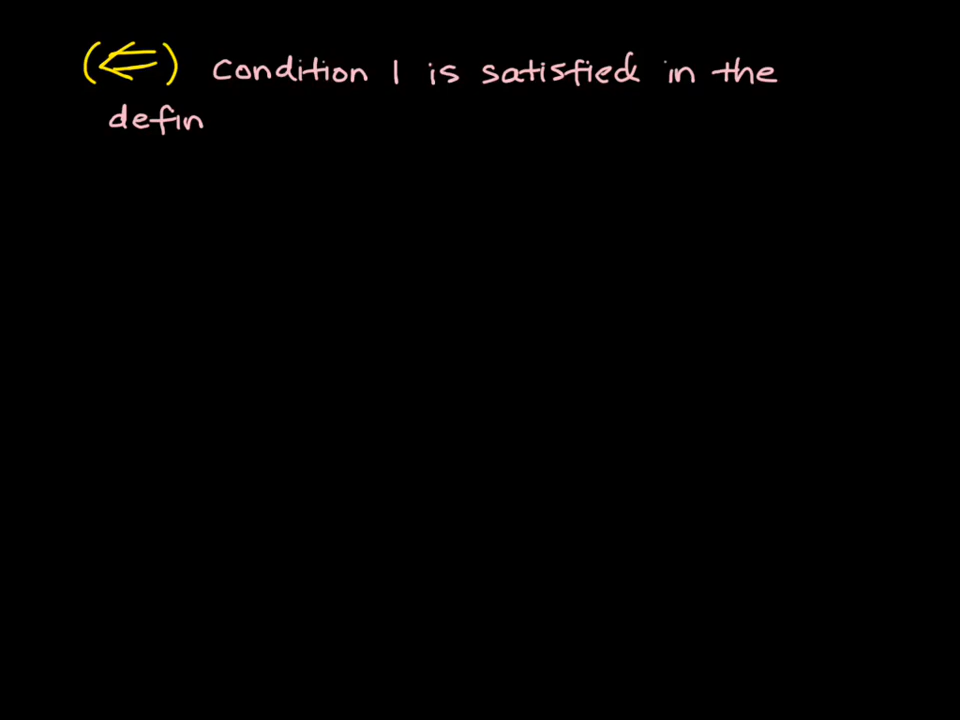 (⇐) Condition 1 is satisfied in the
defin